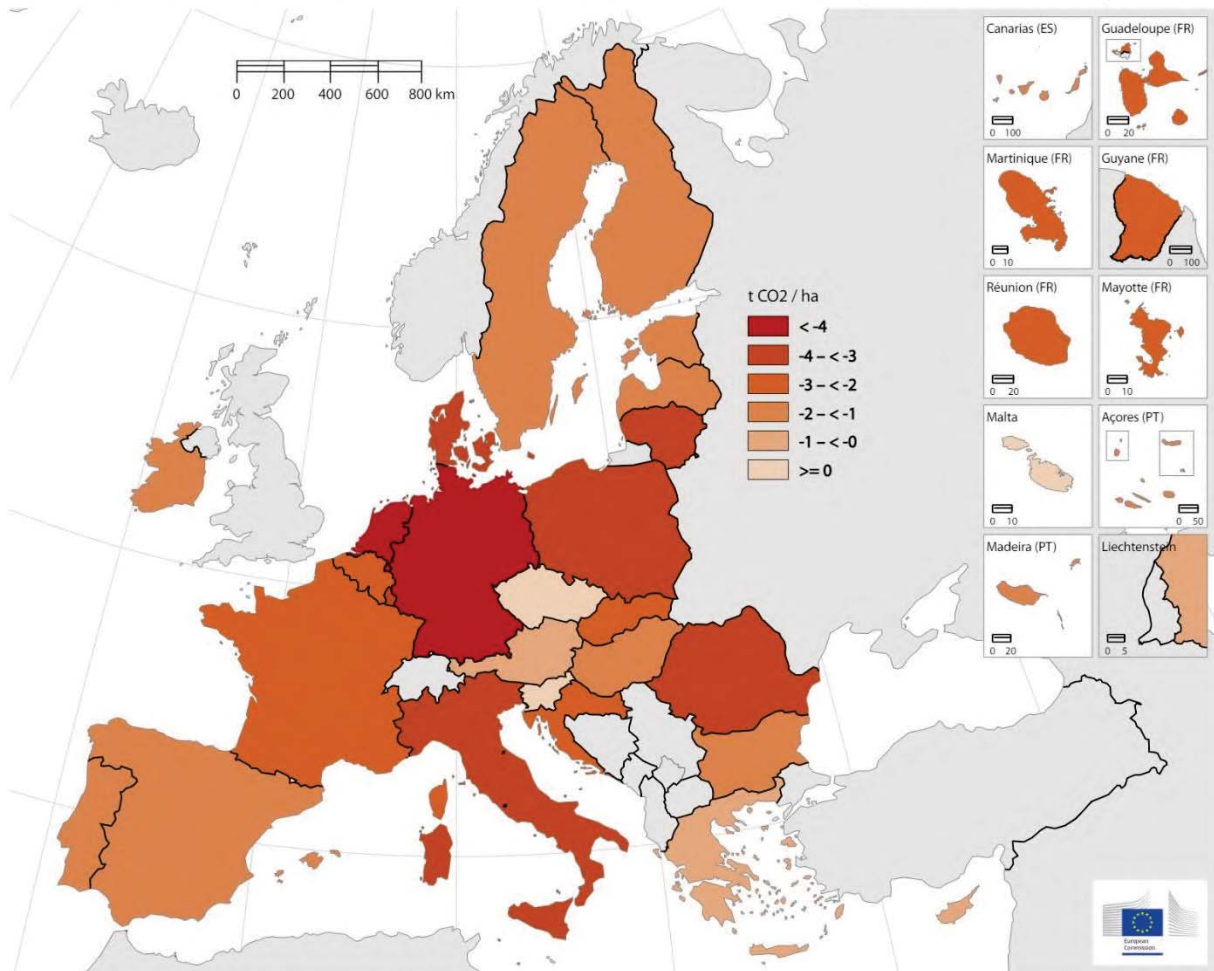 0 200 400 600 800 km
t CO2 / ha
< -4
-4 – < -3
-3 – < -2
-2 – < -1
-1 – < -0
>= 0
Canarias (ES)
0 100
Guadeloupe (FR)
0 20
Martinique (FR)
0 10
Guyane (FR)
0 100
Réunion (FR)
0 20
Mayotte (FR)
0 10
Malta
0 10
Açores (PT)
0 50
Madeira (PT)
0 20
Liechtenstein
0 5
European
Commission